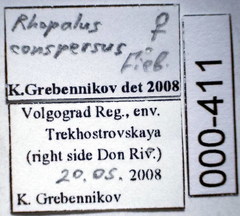 Rhopalus ♀
conspersus
Fieb.
K.Grebennikov det 2008
Volgograd Reg., env.
Trekhostrovskaya
(right side Don Riv.)
20.05. 2008
K. Grebennikov
000-411